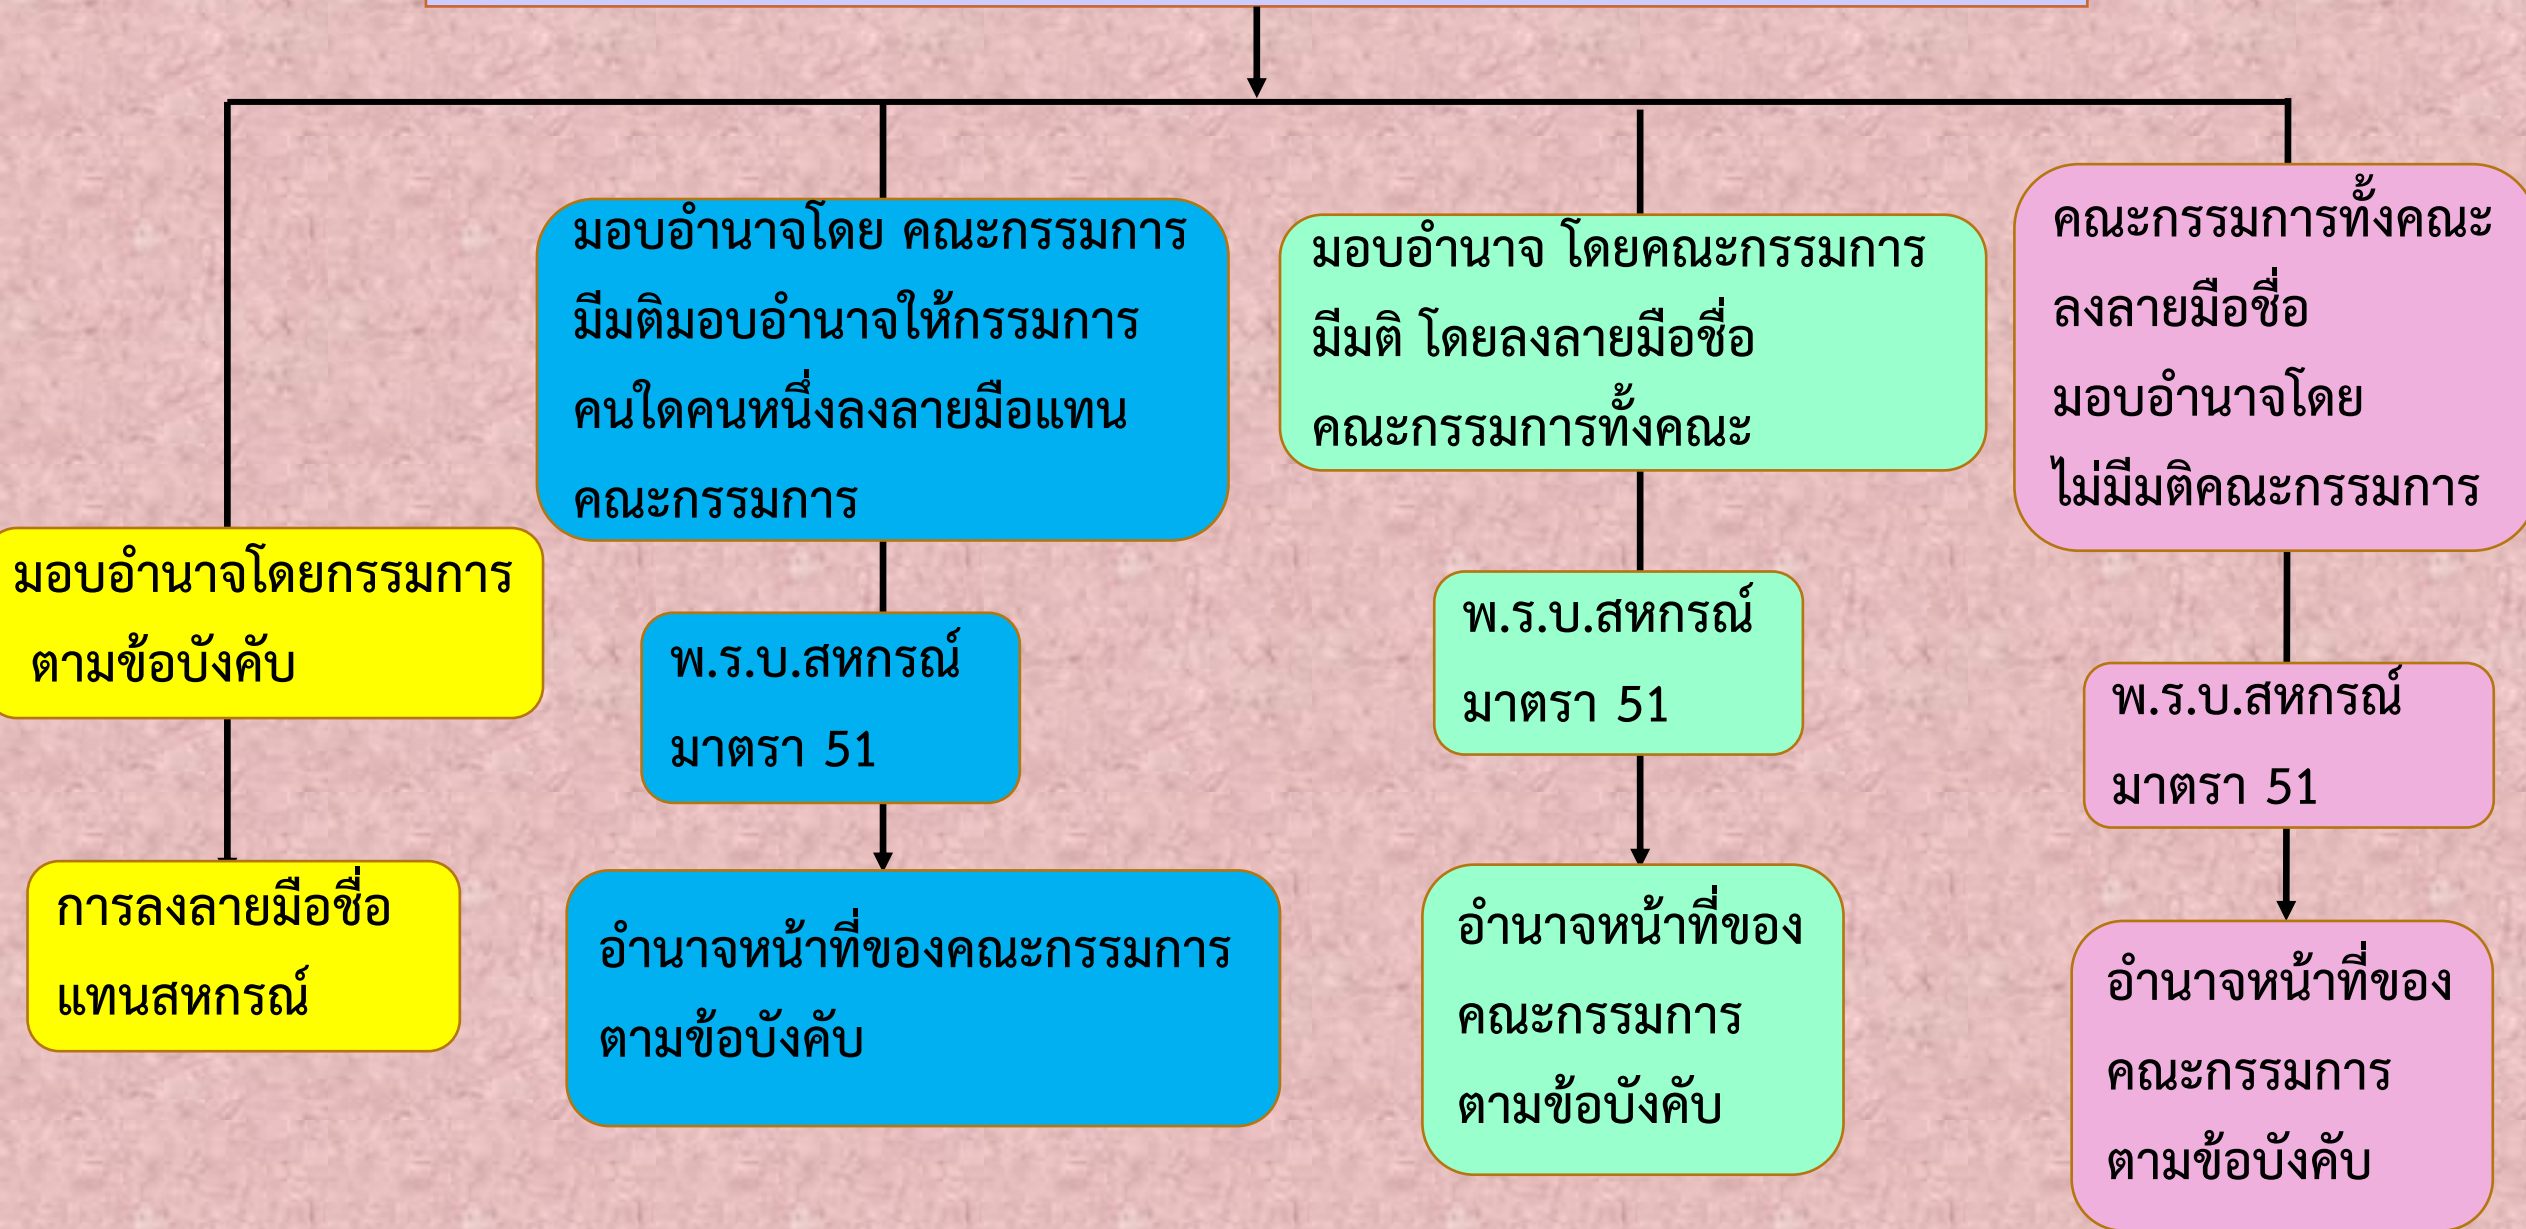 มอบอำนาจโดยกรรมการ
ตามข้อบังคับ
การลงลายมือชื่อ
แทนสหกรณ์
มอบอำนาจโดย คณะกรรมการ
มีมติมอบอำนาจให้กรรมการ
คนใดคนหนึ่งลงลายมือแทน
คณะกรรมการ
พ.ร.บ.สหกรณ์
มาตรา 51
อำนาจหน้าที่ของคณะกรรมการ
ตามข้อบังคับ
มอบอำนาจ โดยคณะกรรมการ
มีมติ โดยลงลายมือชื่อ
คณะกรรมการทั้งคณะ
พ.ร.บ.สหกรณ์
มาตรา 51
อำนาจหน้าที่ของ
คณะกรรมการ
ตามข้อบังคับ
คณะกรรมการทั้งคณะ
ลงลายมือชื่อ
มอบอำนาจโดย
ไม่มีมติคณะกรรมการ
พ.ร.บ.สหกรณ์
มาตรา 51
อำนาจหน้าที่ของ
คณะกรรมการ
ตามข้อบังคับ